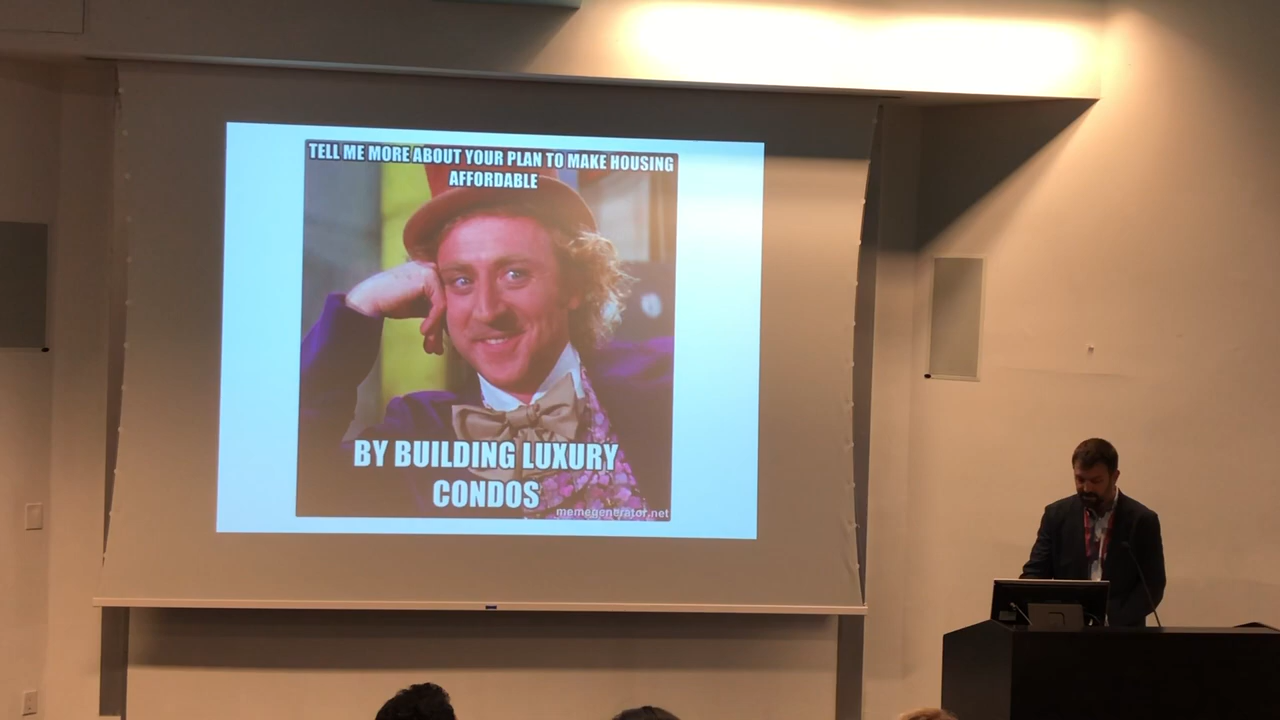 TELL ME MORE ABOUT YOUR PLAN TO MAKE HOUSING
AFFORDABLE
BY BUILDING LUXURY
CONDOS
memegenerator.net